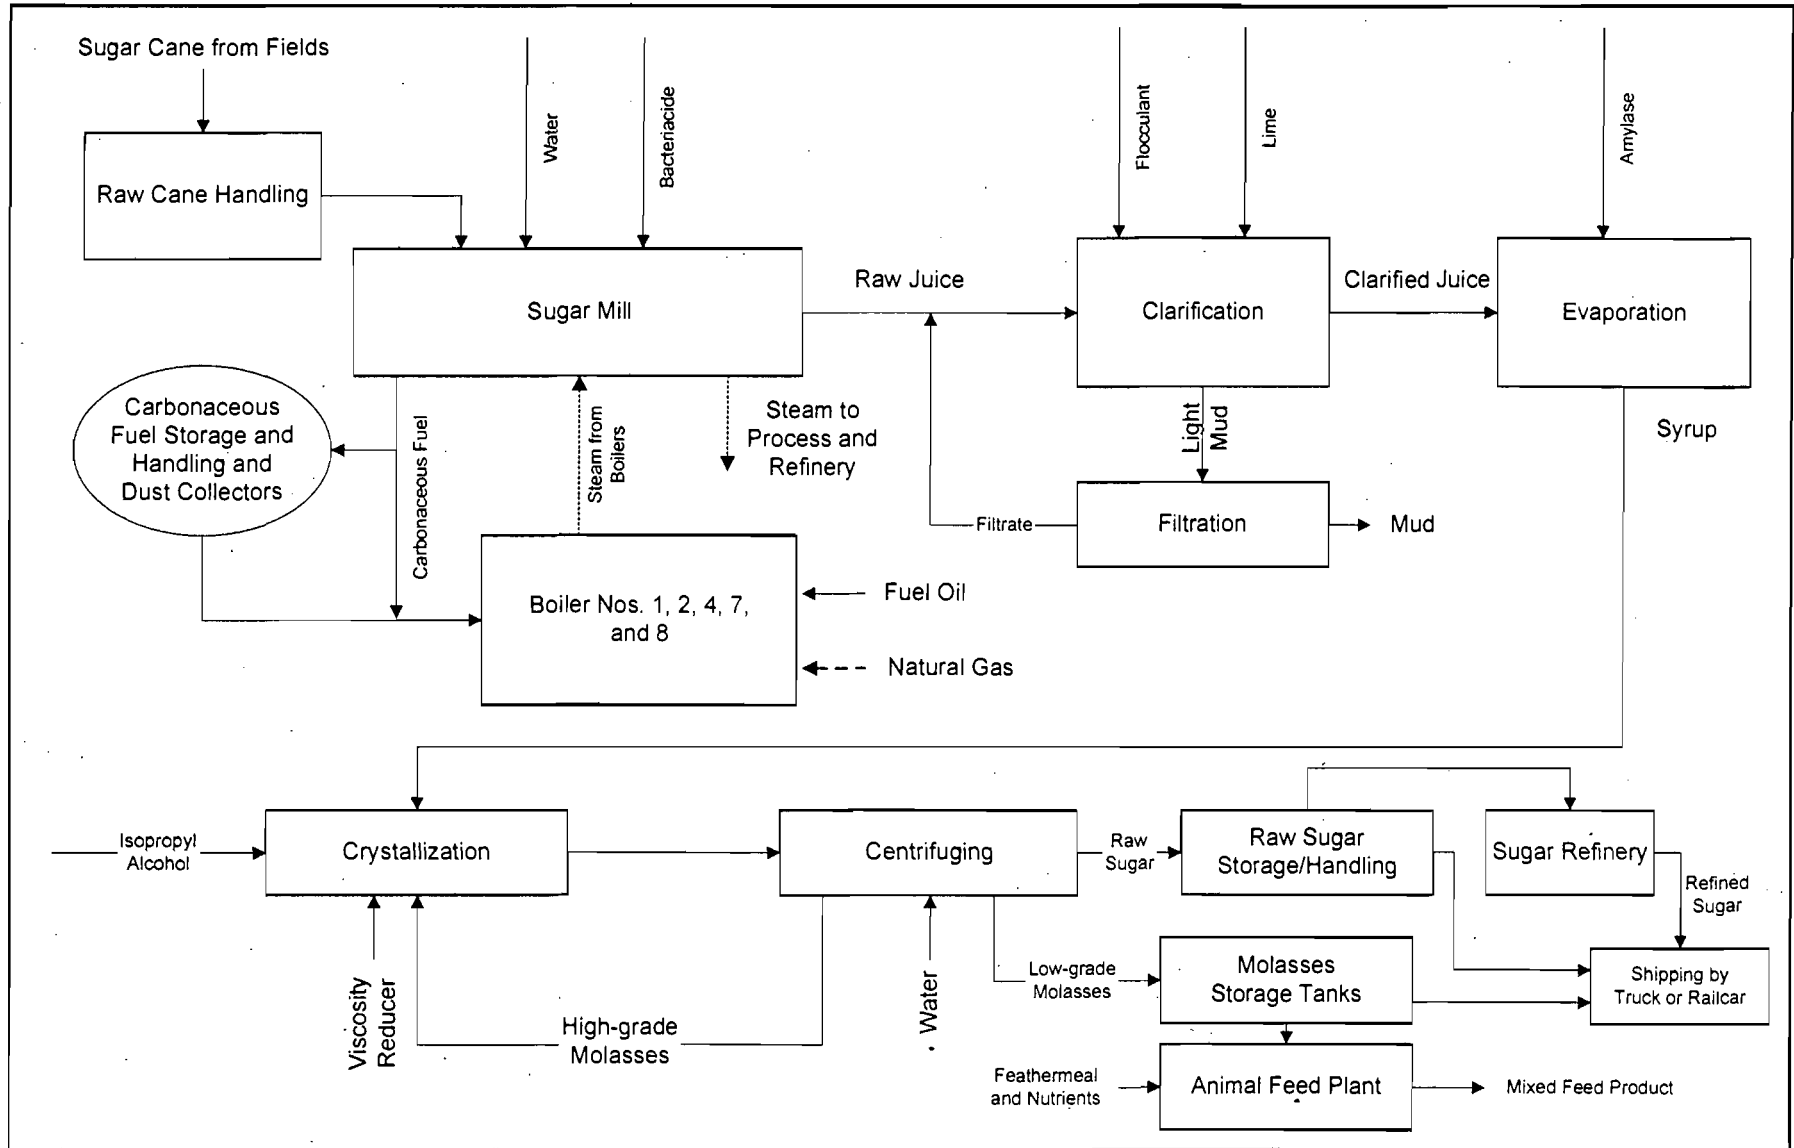 Sugar Cane from Fields
Water
Bacteriacide
Flocculant
Lime
Amylase
Raw Cane Handling
Sugar Mill
Raw Juice
Clarification
Clarified Juice
Evaporation
Carbonaceous
Fuel Storage and
Handling and
Dust Collectors
Carbonaceous Fuel
Steam from
Boilers
Steam to
Process and
Refinery
Light
Mud
Syrup
Filtrate
Filtration
Mud
Boiler Nos. 1, 2, 4, 7,
and 8
Fuel Oil
Natural Gas
Isopropyl
Alcohol
Crystallization
Centrifuging
Raw
Sugar
Raw Sugar
Storage/Handling
Sugar Refinery
Refined
Sugar
Viscosity
Reducer
High-grade
Molasses
Water
Low-grade
Molasses
Molasses
Storage Tanks
Shipping by
Truck or Railcar
Feathermeal
and Nutrients
Animal Feed Plant
Mixed Feed Product